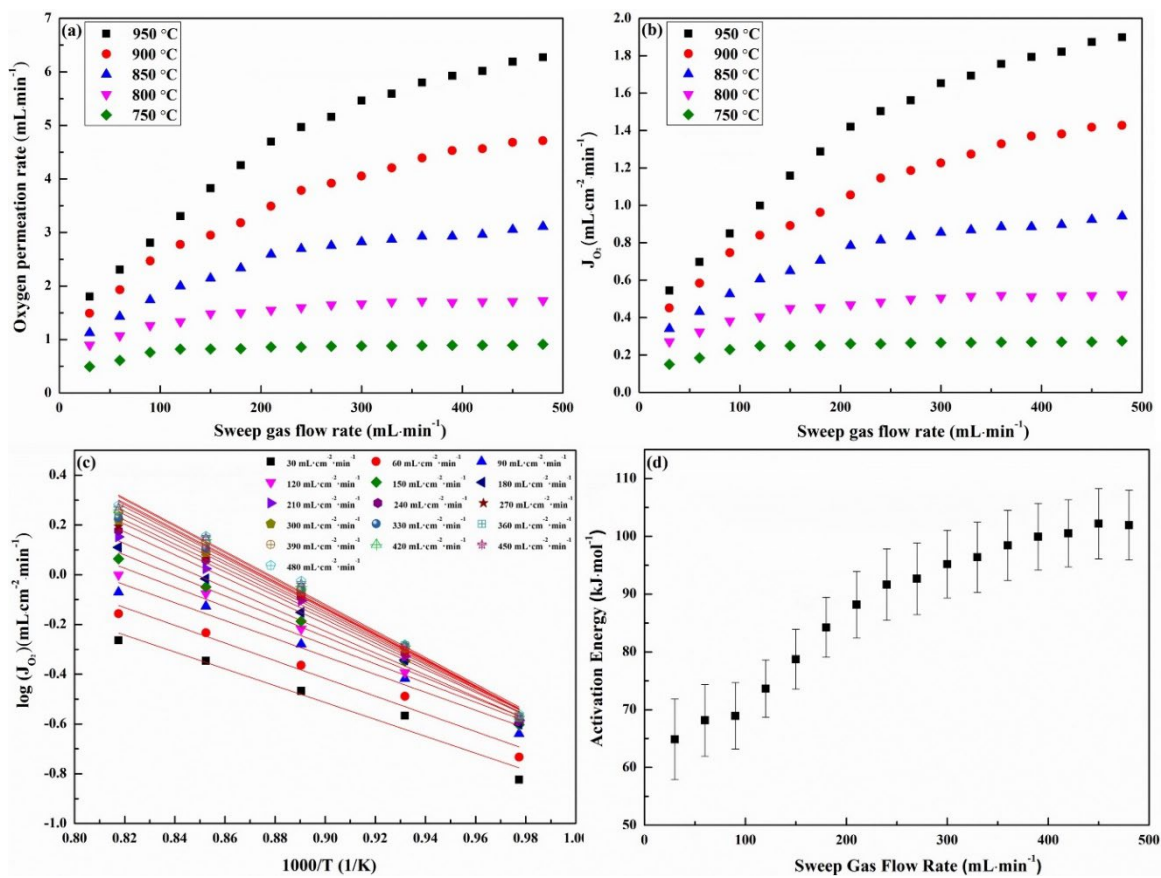 (a)
950 °C
900 °C
850 °C
800 °C
750 °C
Oxygen permeation rate (mL·min⁻¹)
7
6
5
4
3
2
1
0
0 100 200 300 400 500
Sweep gas flow rate (mL·min⁻¹)
(b)
950 °C
900 °C
850 °C
800 °C
750 °C
J_O₂ (mL·cm⁻²·min⁻¹)
2.0
1.8
1.6
1.4
1.2
1.0
0.8
0.6
0.4
0.2
0.0
0 100 200 300 400 500
Sweep gas flow rate (mL·min⁻¹)
(c)
30 mL·cm⁻²·min⁻¹ 60 mL·cm⁻²·min⁻¹ 90 mL·cm⁻²·min⁻¹
120 mL·cm⁻²·min⁻¹ 150 mL·cm⁻²·min⁻¹ 180 mL·cm⁻²·min⁻¹
210 mL·cm⁻²·min⁻¹ 240 mL·cm⁻²·min⁻¹ 270 mL·cm⁻²·min⁻¹
300 mL·cm⁻²·min⁻¹ 330 mL·cm⁻²·min⁻¹ 360 mL·cm⁻²·min⁻¹
390 mL·cm⁻²·min⁻¹ 420 mL·cm⁻²·min⁻¹ 450 mL·cm⁻²·min⁻¹
480 mL·cm⁻²·min⁻¹
log (J_O₂)(mL·cm⁻²·min⁻¹)
0.4
0.2
0.0
-0.2
-0.4
-0.6
-0.8
-1.0
0.80 0.82 0.84 0.86 0.88 0.90 0.92 0.94 0.96 0.98 1.00
1000/T (1/K)
(d)
Activation Energy (kJ·mol⁻¹)
110
100
90
80
70
60
50
0 100 200 300 400 500
Sweep Gas Flow Rate (mL·min⁻¹)